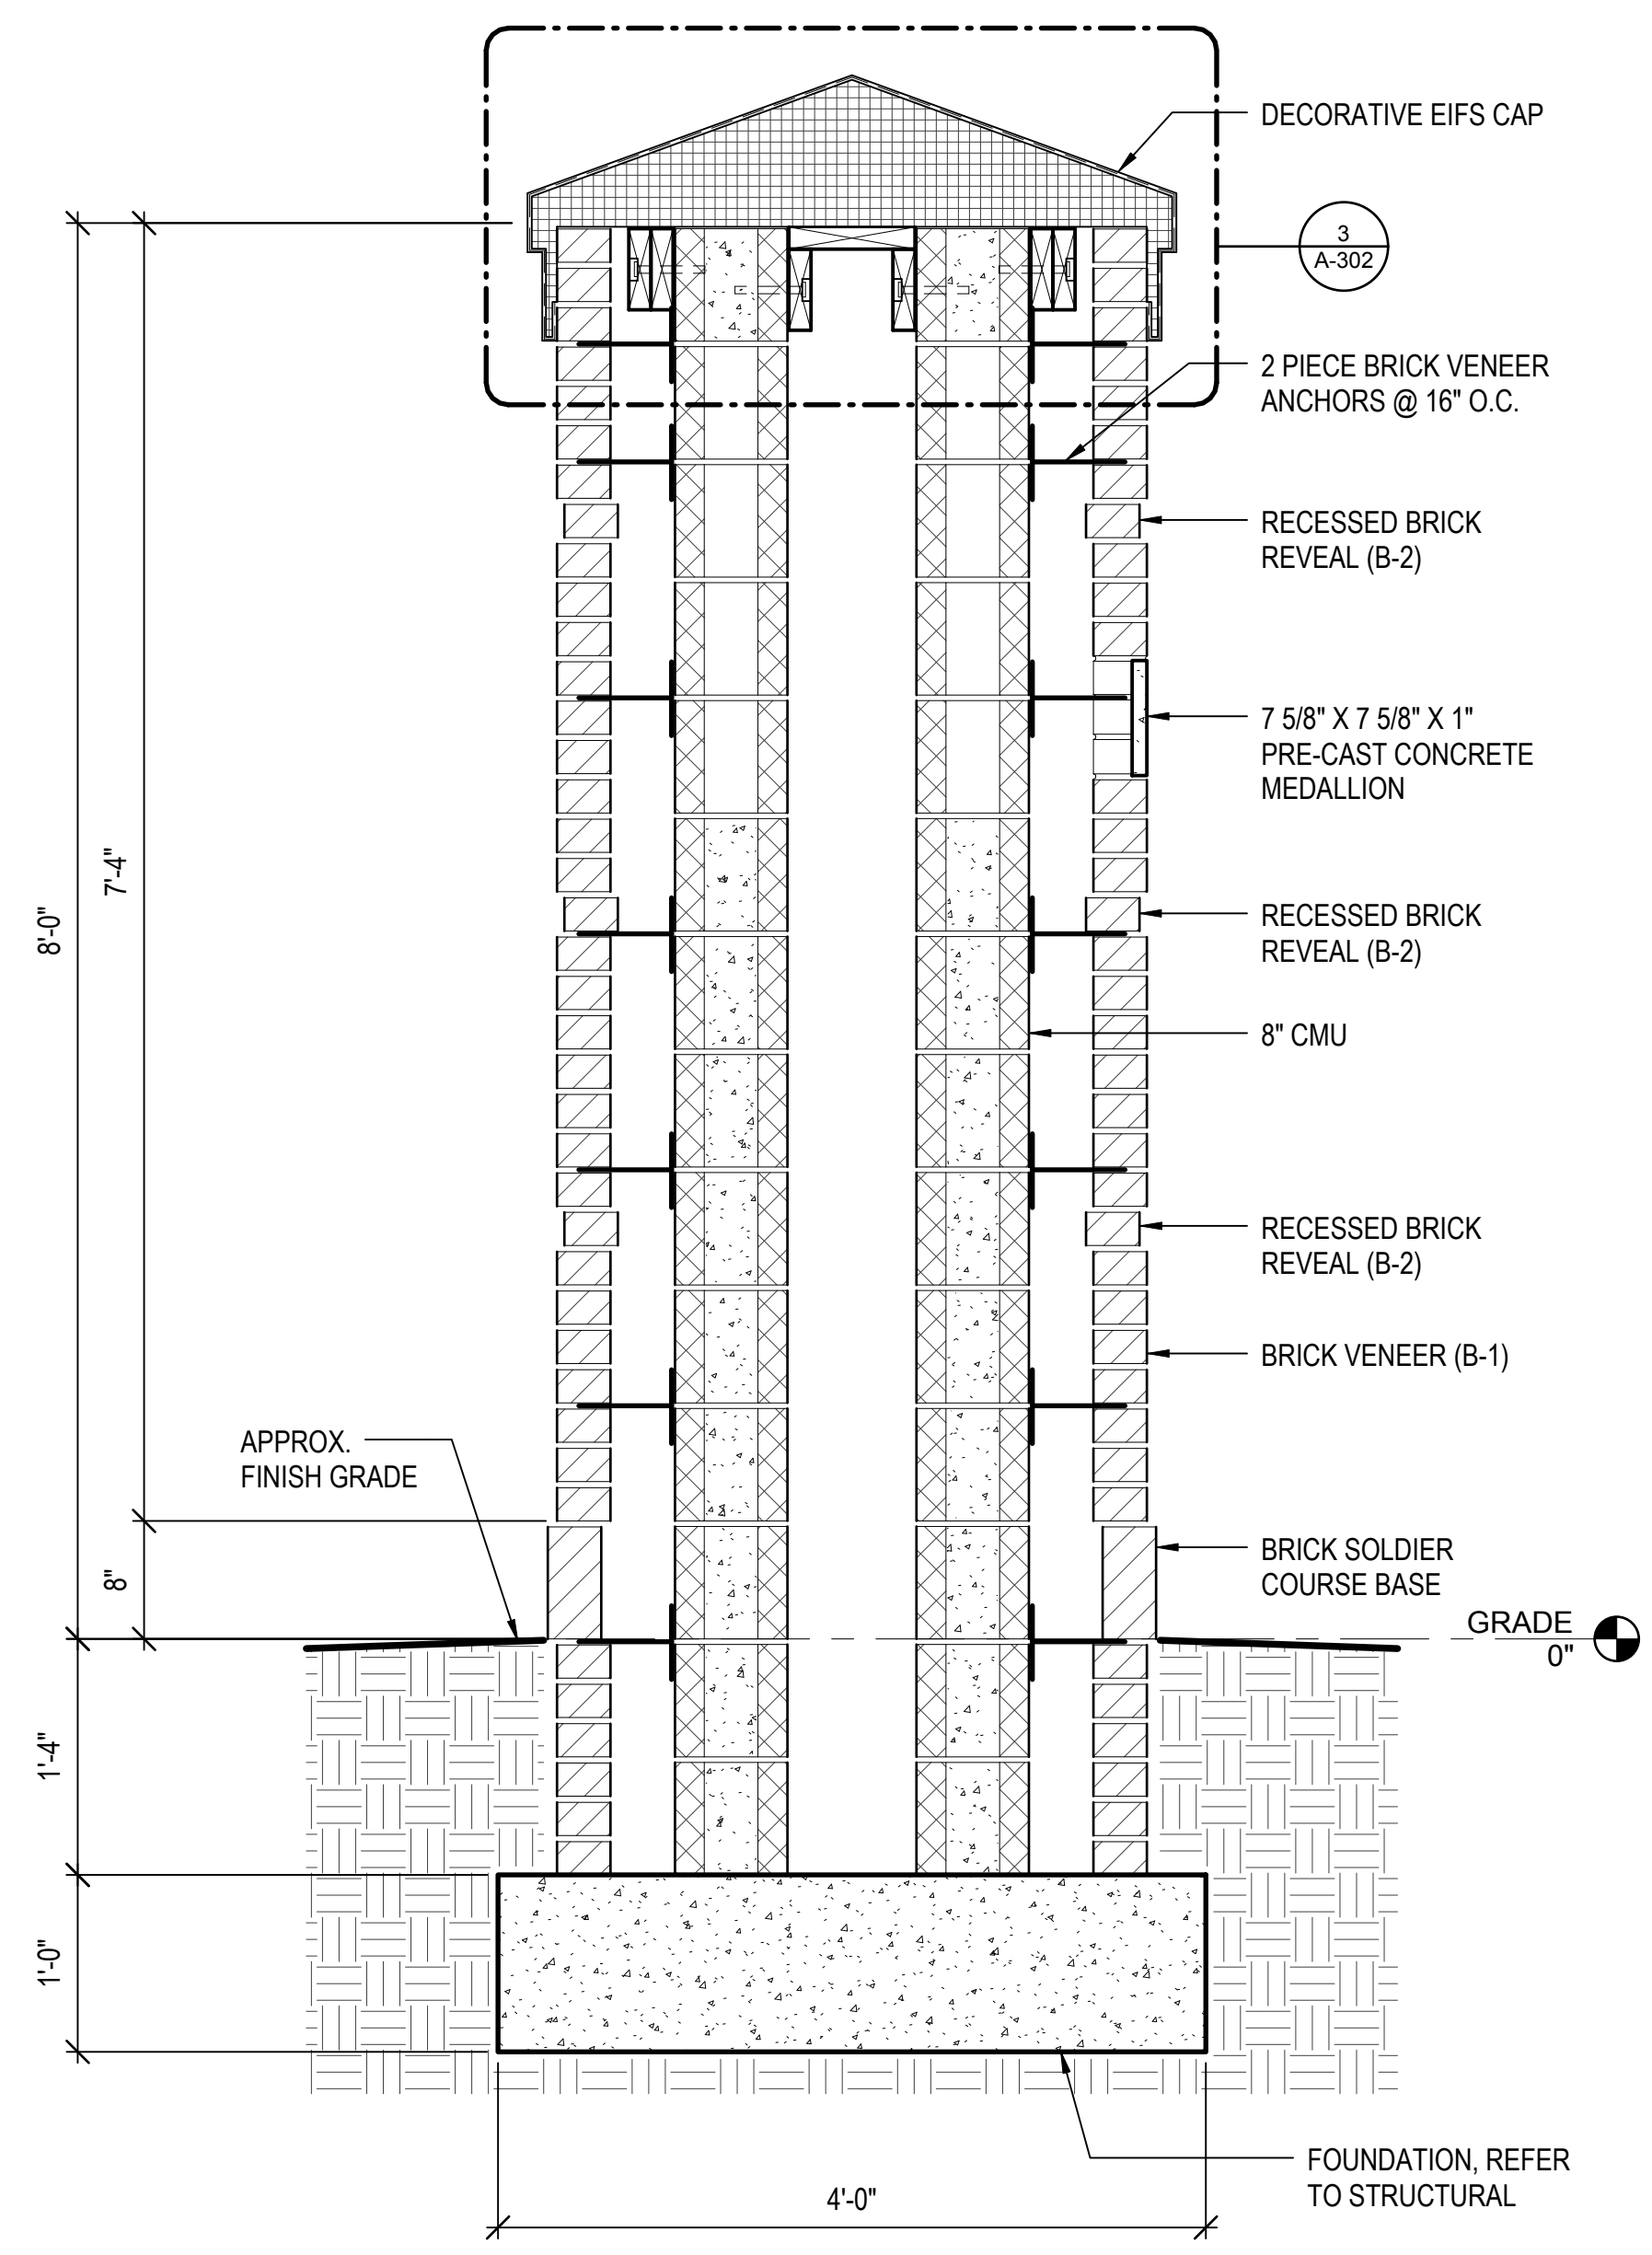 DECORATIVE EIFS CAP
3
A-302
2 PIECE BRICK VENEER
ANCHORS @ 16" O.C.
RECESSED BRICK
REVEAL (B-2)
7 5/8" X 7 5/8" X 1"
PRE-CAST CONCRETE
MEDALLION
7'-4"
8'-0"
RECESSED BRICK
REVEAL (B-2)
8" CMU
RECESSED BRICK
REVEAL (B-2)
BRICK VENEER (B-1)
APPROX.
FINISH GRADE
8"
BRICK SOLDIER
COURSE BASE
GRADE
0"
1'-4"
1'-0"
FOUNDATION, REFER
TO STRUCTURAL
4'-0"